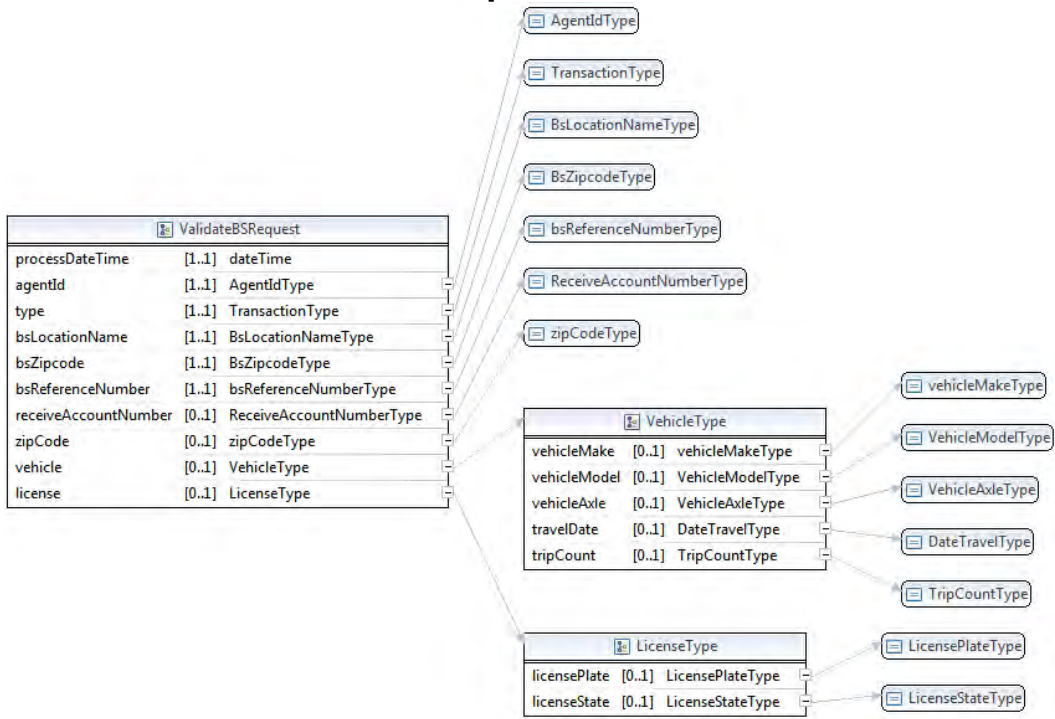 AgentIdType
TransactionType
BsLocationNameType
BsZipcodeType
bsReferenceNumberType
ReceiveAccountNumberType
zipCodeType
ValidateBSRequest
processDateTime [1..1] dateTime
agentId [1..1] AgentIdType
type [1..1] TransactionType
bsLocationName [1..1] BsLocationNameType
bsZipcode [1..1] BsZipcodeType
bsReferenceNumber [1..1] bsReferenceNumberType
receiveAccountNumber [0..1] ReceiveAccountNumberType
zipCode [0..1] zipCodeType
vehicle [0..1] VehicleType
license [0..1] LicenseType
VehicleType
vehicleMake [0..1] vehicleMakeType
vehicleModel [0..1] VehicleModelType
vehicleAxle [0..1] VehicleAxleType
travelDate [0..1] DateTravelType
tripCount [0..1] TripCountType
vehicleMakeType
VehicleModelType
VehicleAxleType
DateTravelType
TripCountType
LicenseType
licensePlate [0..1] LicensePlateType
licenseState [0..1] LicenseStateType
LicensePlateType
LicenseStateType